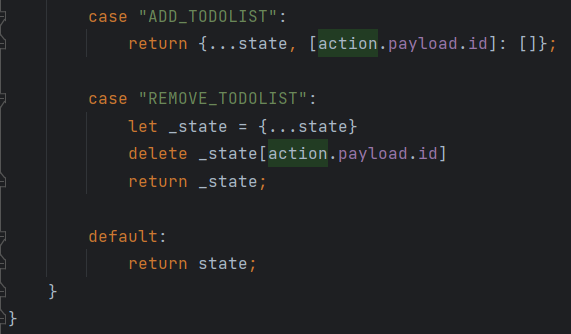 case "ADD_TODOLIST":
return {...state, [action.payload.id]: []};
case "REMOVE_TODOLIST":
let _state = {...state}
delete _state[action.payload.id]
return _state;
default:
return state;
}
}